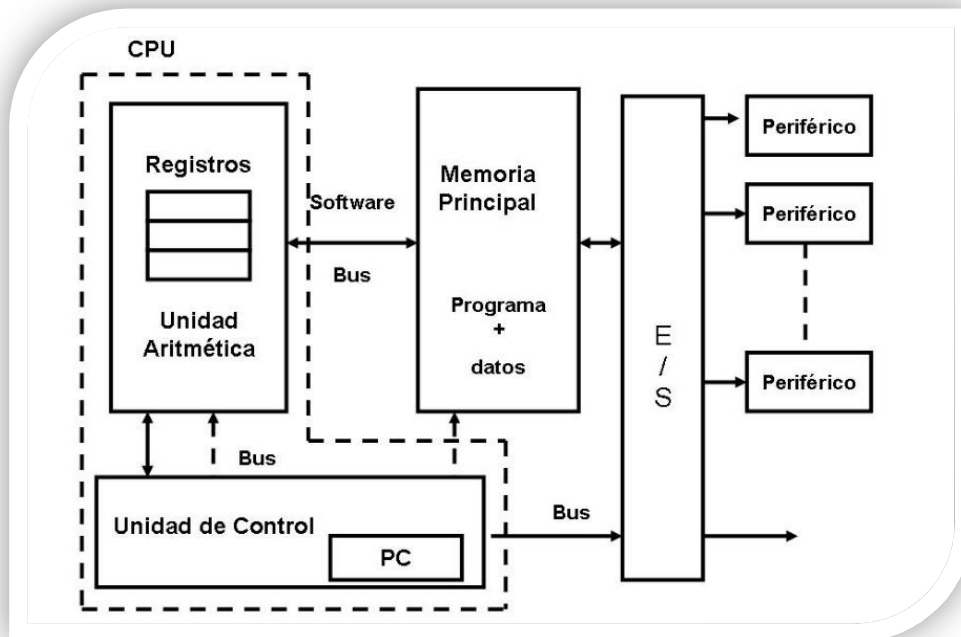 CPU
Registros
Unidad
Aritmética
Software
Bus
Memoria
Principal
Programa
+
datos
E
/
S
Periférico
Periférico
Periférico
Bus
Unidad de Control
PC
Bus